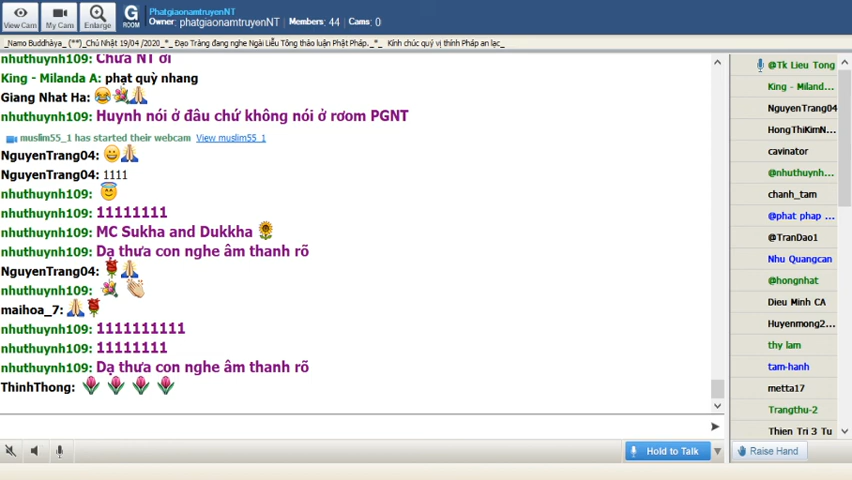 View Cam
My Cam
Enlarge
G ROOM
PhatgiaonamtruyenNT
Owner: phatgiaonamtruyenNT Members: 44 Cams: 0
_Namo Buddhàya_ (**)_Chủ Nhật 19/04 /2020_*_ Đạo Tràng đang nghe Ngài Liễu Tông thảo luận Phật Pháp._*_ Kính chúc quý vị thính Pháp an lạc_
nhuthuynh109: Chưa NT ơi
King - Milanda A: phạt quỳ nhang
Giang Nhat Ha:
nhuthuynh109: Huynh nói ở đâu chứ không nói ở rơom PGNT
muslim55_1 has started their webcam View muslim55_1
NguyenTrang04:
NguyenTrang04: 1111
nhuthuynh109:
nhuthuynh109: 11111111
nhuthuynh109: MC Sukha and Dukkha
nhuthuynh109: Dạ thưa con nghe âm thanh rõ
NguyenTrang04:
nhuthuynh109:
maihoa_7:
nhuthuynh109: 1111111111
nhuthuynh109: 11111111
nhuthuynh109: Dạ thưa con nghe âm thanh rõ
ThinhThong:
@Tk Lieu Tong
King - Miland...
NguyenTrang04
HongThiKimN...
cavinator
@nhuthuynh...
chanh_tam
@phat phap ...
@TranDao1
Nhu Quangcan
@hongnhat
Dieu Minh CA
Huyenmong2...
thy lam
tam-hanh
metta17
Trangthu-2
Thien Tri 3 Tu
Hold to Talk
Raise Hand